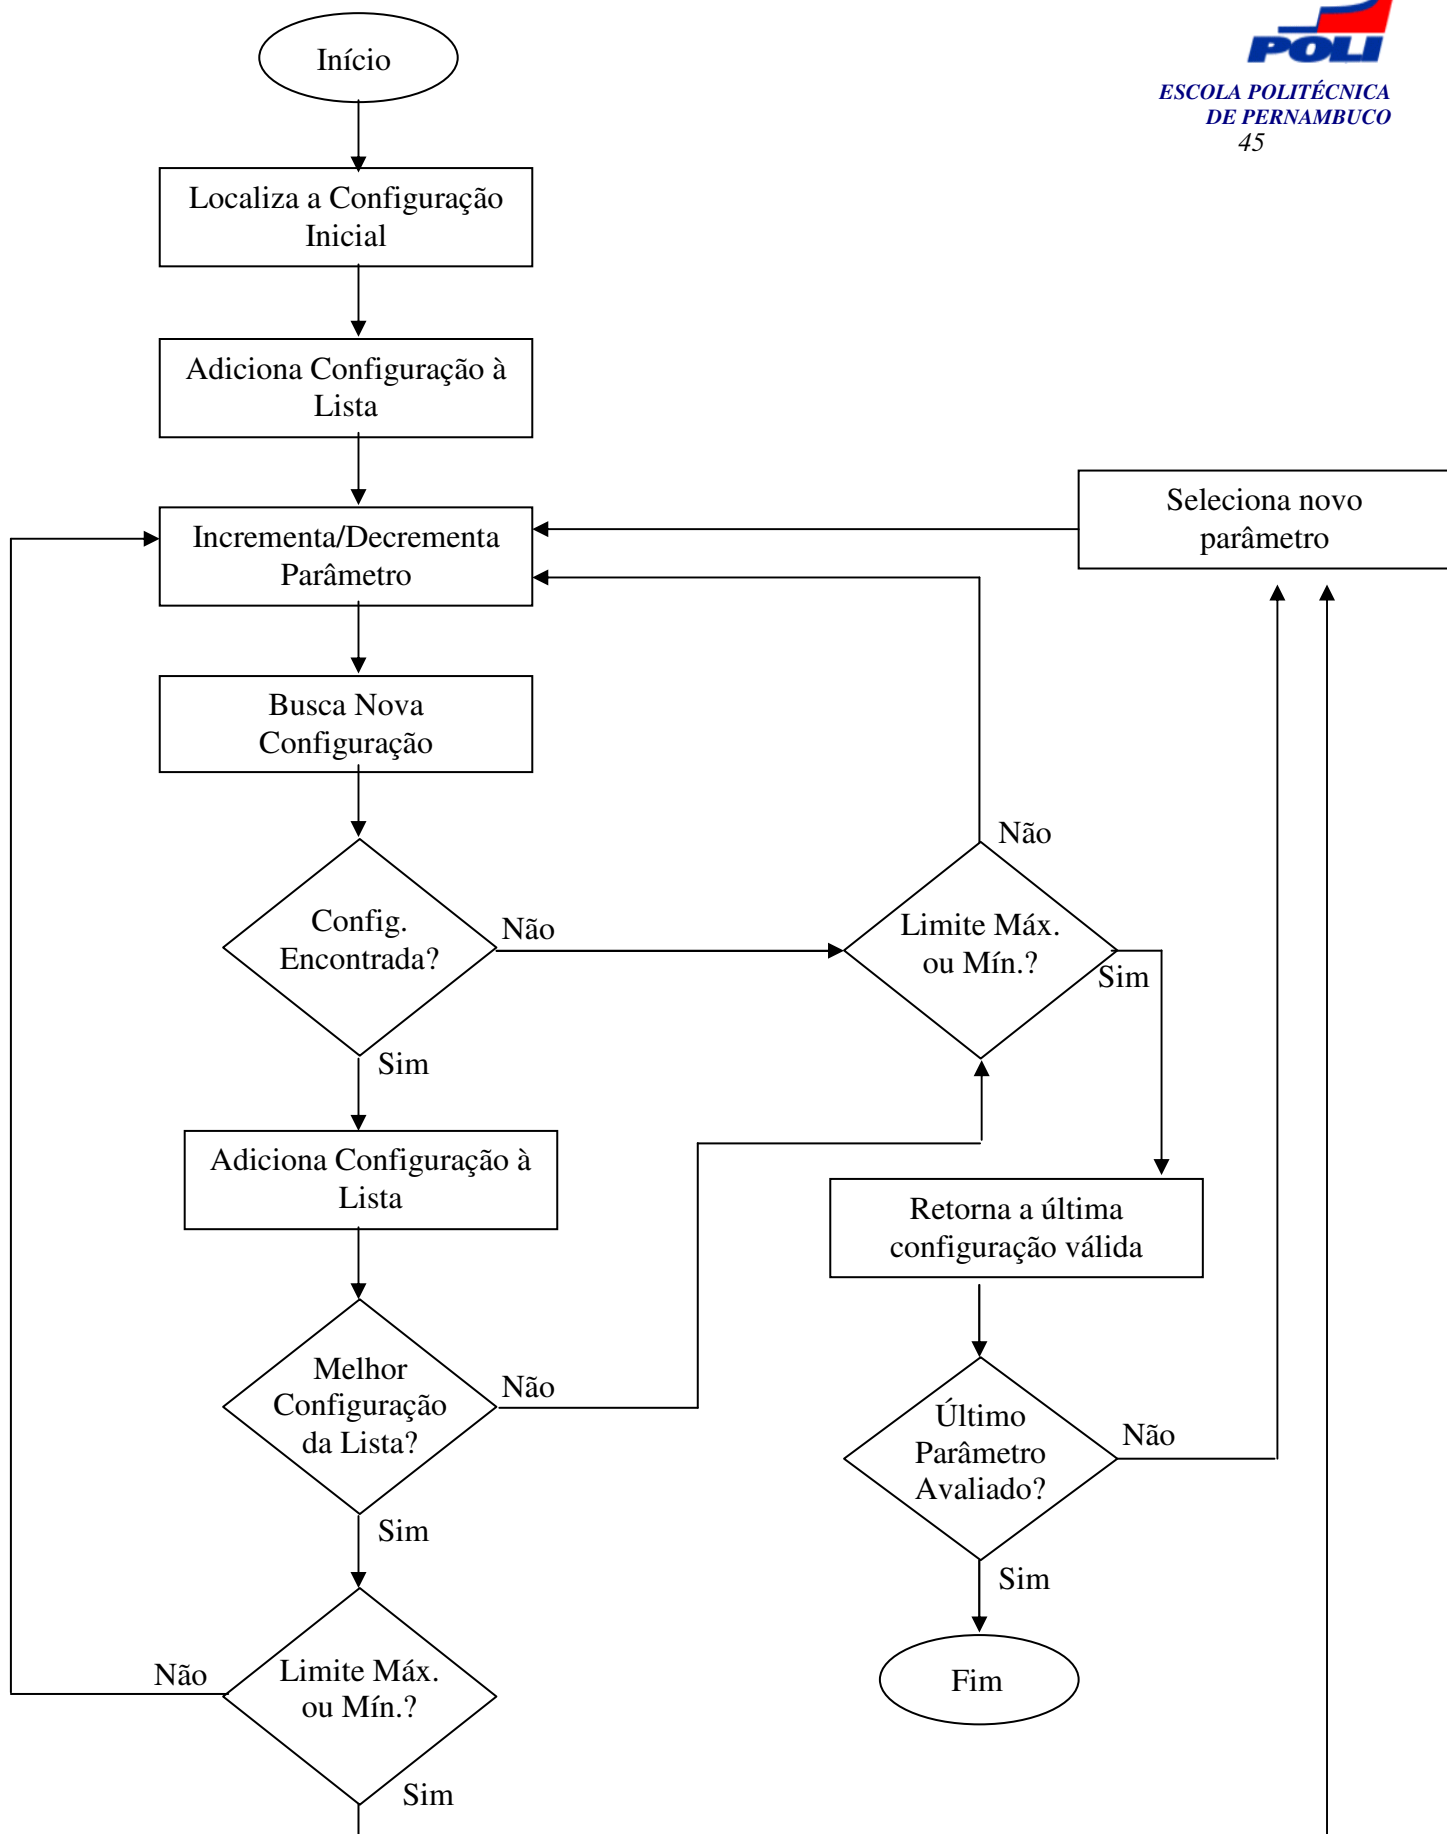 POLI
ESCOLA POLITÉCNICA
DE PERNAMBUCO
45
Início
Localiza a Configuração
Inicial
Adiciona Configuração à
Lista
Seleciona novo
parâmetro
Incrementa/Decrementa
Parâmetro
Busca Nova
Configuração
Não
Config.
Encontrada?
Não
Limite Máx.
ou Mín.?
Sim
Sim
Adiciona Configuração à
Lista
Retorna a última
configuração válida
Melhor
Configuração
da Lista?
Não
Último
Parâmetro
Avaliado?
Não
Sim
Sim
Não
Limite Máx.
ou Mín.?
Fim
Sim